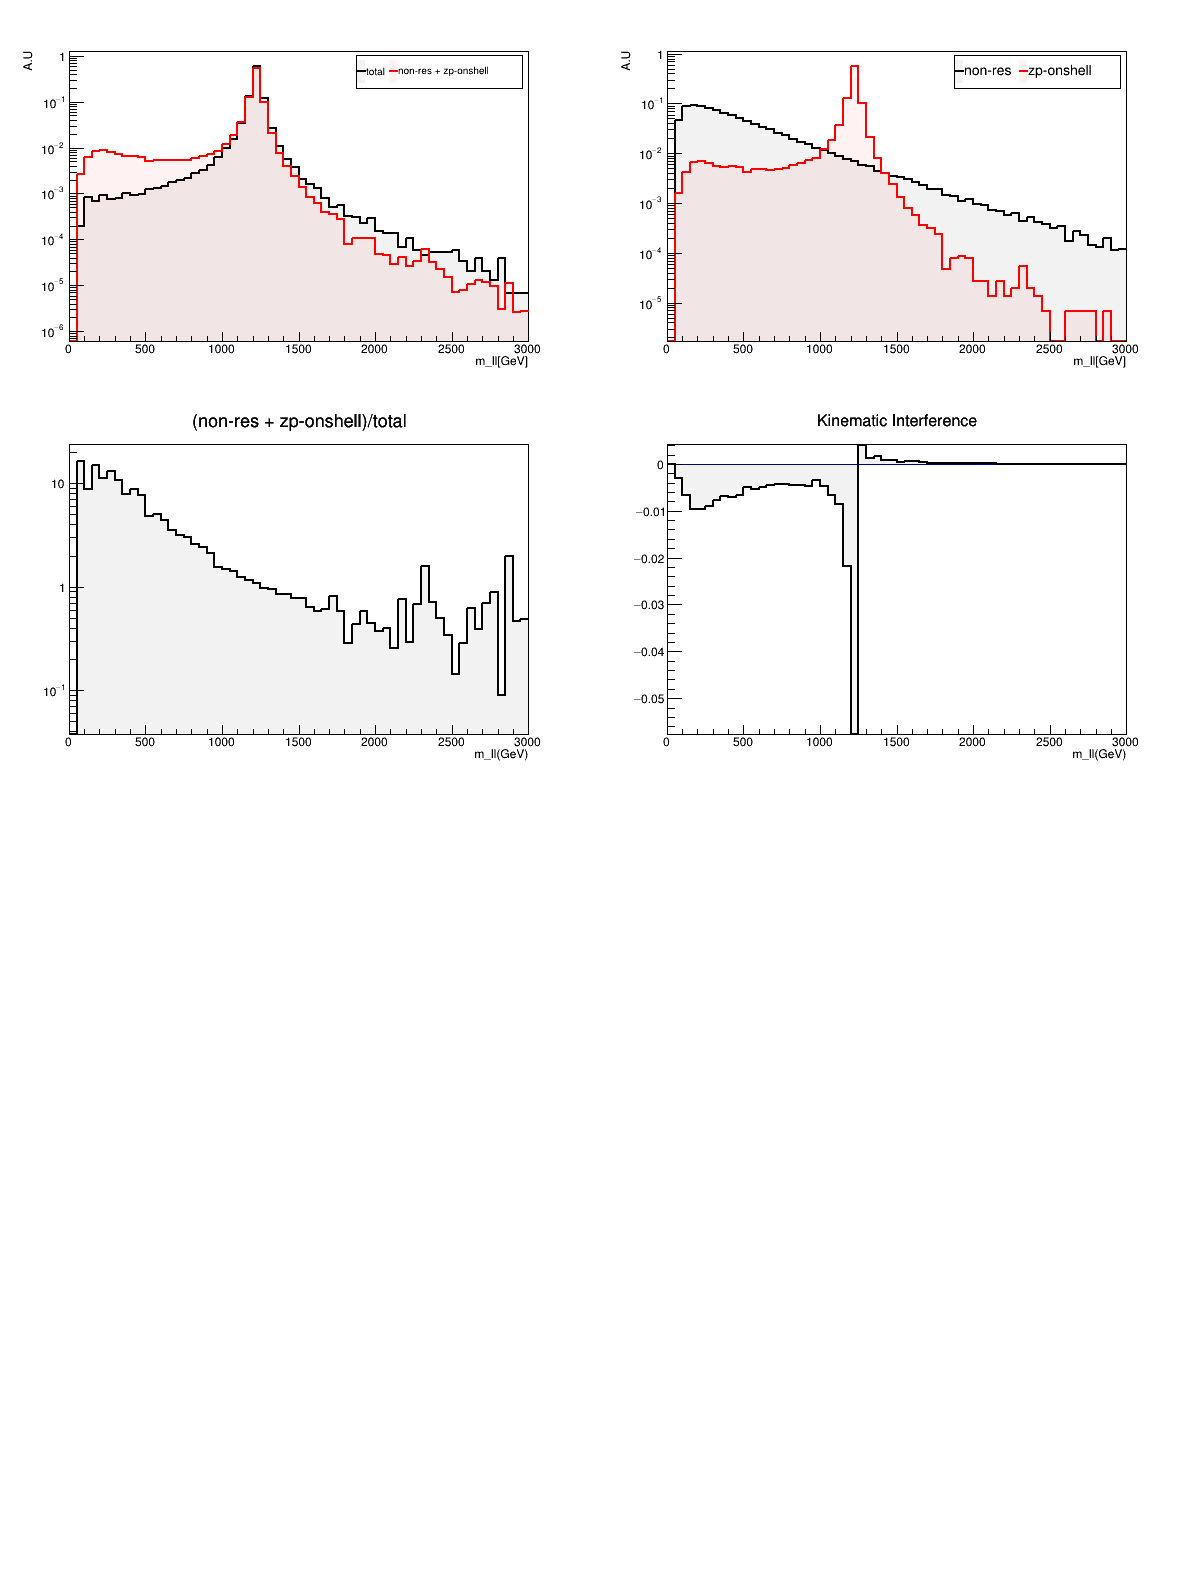 A.U
total non-res + zp-onshell
1
10−1
10−2
10−3
10−4
10−5
10−6
0 500 1000 1500 2000 2500 3000
m_ll[GeV]
A.U
non-res zp-onshell
1
10−1
10−2
10−3
10−4
10−5
0 500 1000 1500 2000 2500 3000
m_ll[GeV]
(non-res + zp-onshell)/total
10
1
10−1
0 500 1000 1500 2000 2500 3000
m_ll(GeV)
Kinematic Interference
0
−0.01
−0.02
−0.03
−0.04
−0.05
0 500 1000 1500 2000 2500 3000
m_ll(GeV)